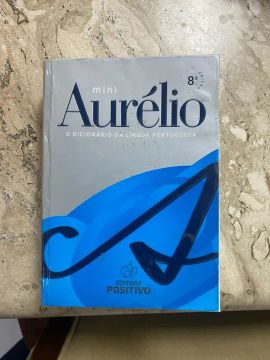 mini
8ª
Aurélio
O DICIONÁRIO DA LÍNGUA PORTUGUESA
EDITORA
POSITIVO